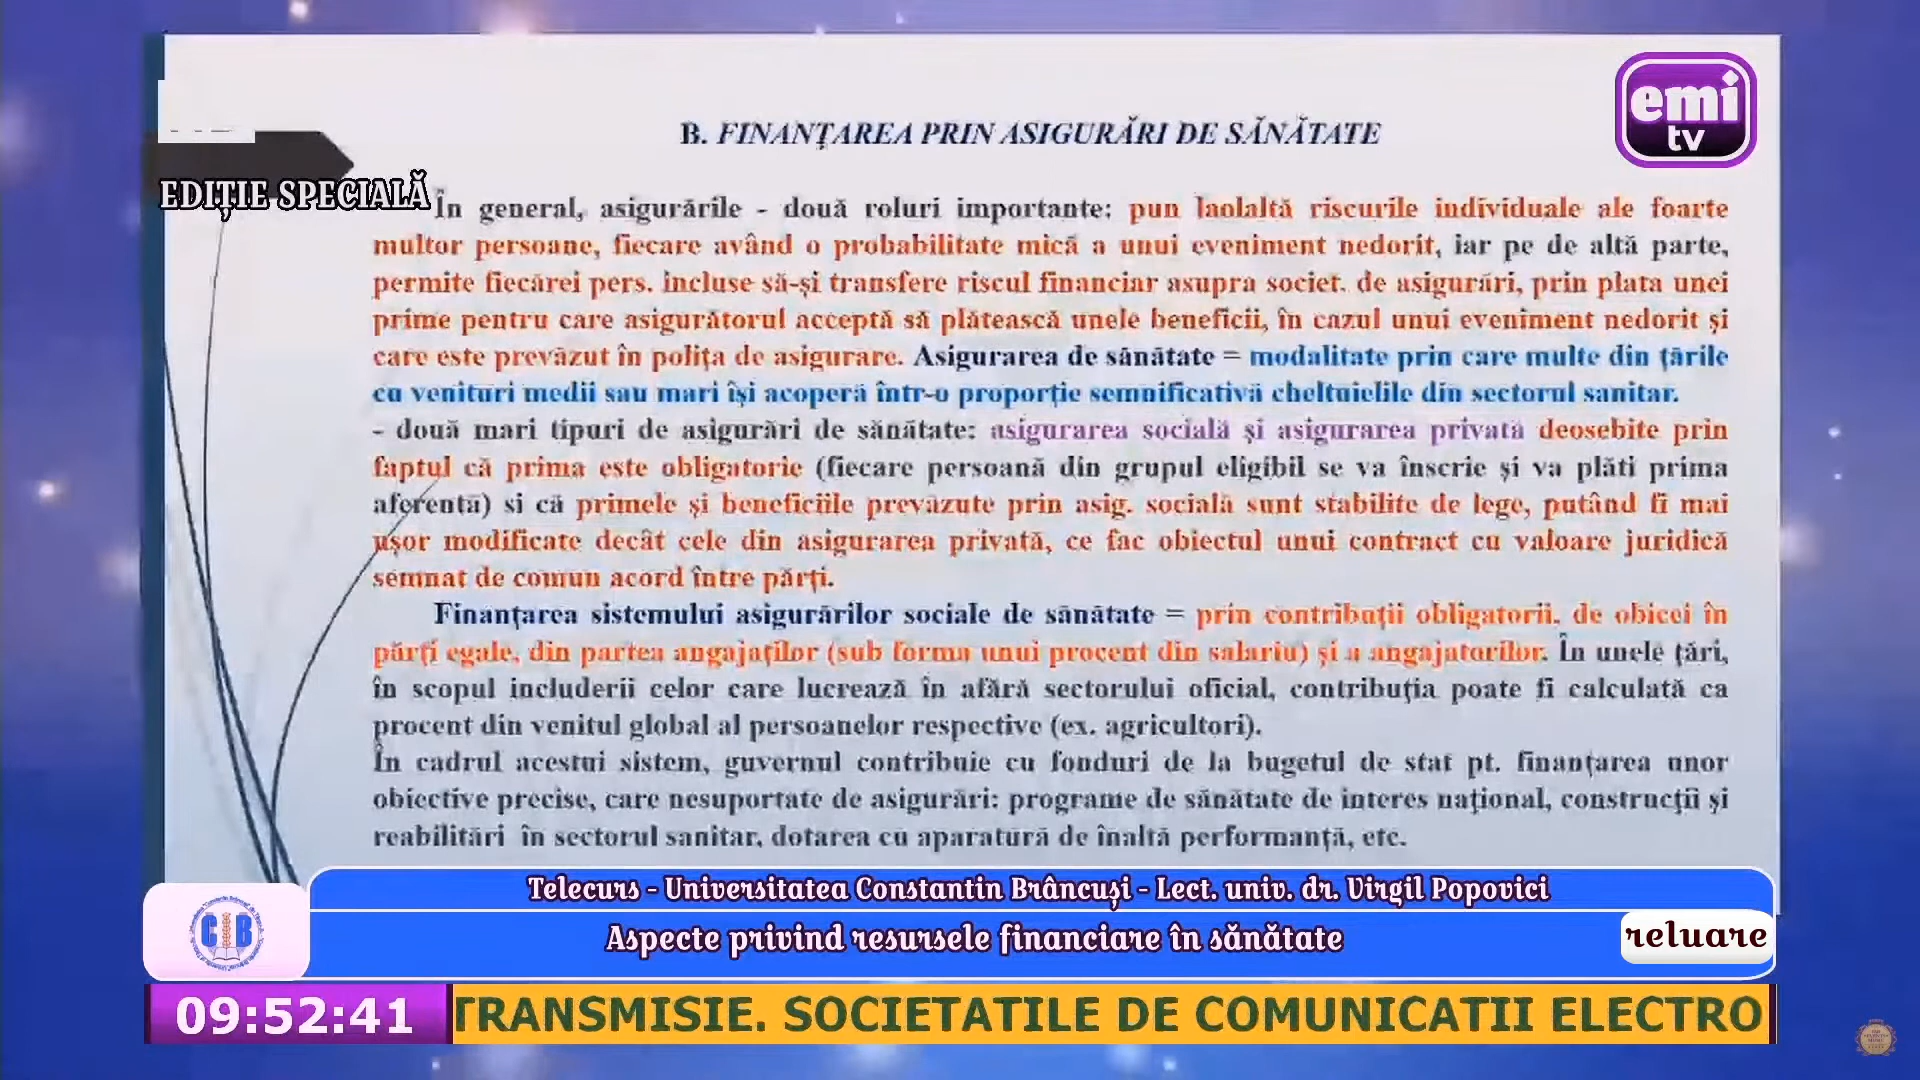 emi
tv
B. FINANȚAREA PRIN ASIGURĂRI DE SĂNĂTATE
EDIȚIE SPECIALĂ
În general, asigurările - două roluri importante: pun laolaltă riscurile individuale ale foarte
multor persoane, fiecare având o probabilitate mică a unui eveniment nedorit, iar pe de altă parte,
permite fiecărei pers. incluse să-și transfere riscul financiar asupra societ. de asigurări, prin plata unei
prime pentru care asigurătorul acceptă să plătească unele beneficii, în cazul unui eveniment nedorit și
care este prevăzut în polița de asigurare. Asigurarea de sănătate = modalitate prin care multe din țările
cu venituri medii sau mari își acoperă într-o proporție semnificativă cheltuielile din sectorul sanitar.
- două mari tipuri de asigurări de sănătate: asigurarea socială și asigurarea privată deosebite prin
faptul că prima este obligatorie (fiecare persoană din grupul eligibil se va înscrie și va plăti prima
aferentă) si că primele și beneficiile prevăzute prin asig. socială sunt stabilite de lege, putând fi mai
ușor modificate decât cele din asigurarea privată, ce fac obiectul unui contract cu valoare juridică
semnat de comun acord între părți.
Finanțarea sistemului asigurărilor sociale de sănătate = prin contribuții obligatorii, de obicei în
părți egale, din partea angajaților (sub forma unui procent din salariu) și a angajatorilor. În unele țări,
în scopul includerii celor care lucrează în afără sectorului oficial, contribuția poate fi calculată ca
procent din venitul global al persoanelor respective (ex. agricultori).
În cadrul acestui sistem, guvernul contribuie cu fonduri de la bugetul de stat pt. finanțarea unor
obiective precise, care nesuportate de asigurări: programe de sănătate de interes național, construcții și
reabilitări în sectorul sanitar, dotarea cu aparatură de înaltă performanță, etc.
Telecurs - Universitatea Constantin Brâncuși - Lect. univ. dr. Virgil Popovici
CIB
Aspecte privind resursele financiare în sănătate
reluare
09:52:41
TRANSMISIE. SOCIETATILE DE COMUNICATII ELECTRO